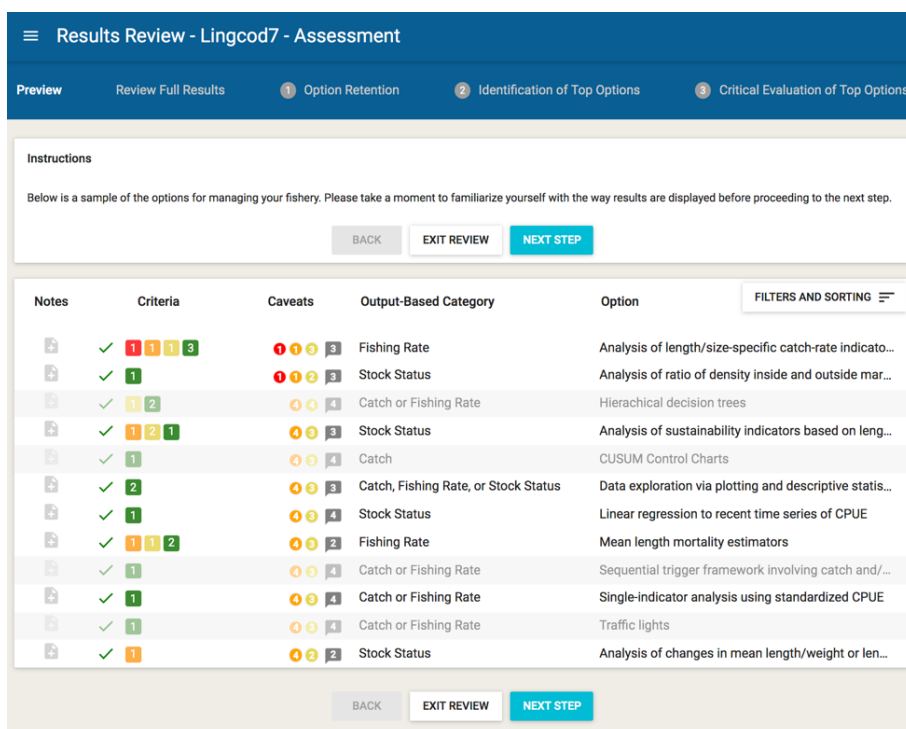 Results Review - Lingcod7 - Assessment
Preview Review Full Results 1 Option Retention 2 Identification of Top Options 3 Critical Evaluation of Top Options
Instructions
Below is a sample of the options for managing your fishery. Please take a moment to familiarize yourself with the way results are displayed before proceeding to the next step.
BACK EXIT REVIEW NEXT STEP
Notes Criteria Caveats Output-Based Category Option FILTERS AND SORTING
1 1 1 3 1 1 3 3 Fishing Rate Analysis of length/size-specific catch-rate indicato...
1 1 1 2 3 Stock Status Analysis of ratio of density inside and outside mar...
1 2 4 4 4 Catch or Fishing Rate Hierachical decision trees
1 2 1 4 3 3 Stock Status Analysis of sustainability indicators based on leng...
1 4 3 4 Catch CUSUM Control Charts
2 4 3 3 Catch, Fishing Rate, or Stock Status Data exploration via plotting and descriptive statis...
1 4 3 4 Stock Status Linear regression to recent time series of CPUE
1 1 2 4 3 2 Fishing Rate Mean length mortality estimators
1 4 3 4 Catch or Fishing Rate Sequential trigger framework involving catch and/...
1 4 3 4 Catch or Fishing Rate Single-indicator analysis using standardized CPUE
1 4 3 4 Catch or Fishing Rate Traffic lights
1 4 2 2 Stock Status Analysis of changes in mean length/weight or len...
BACK EXIT REVIEW NEXT STEP